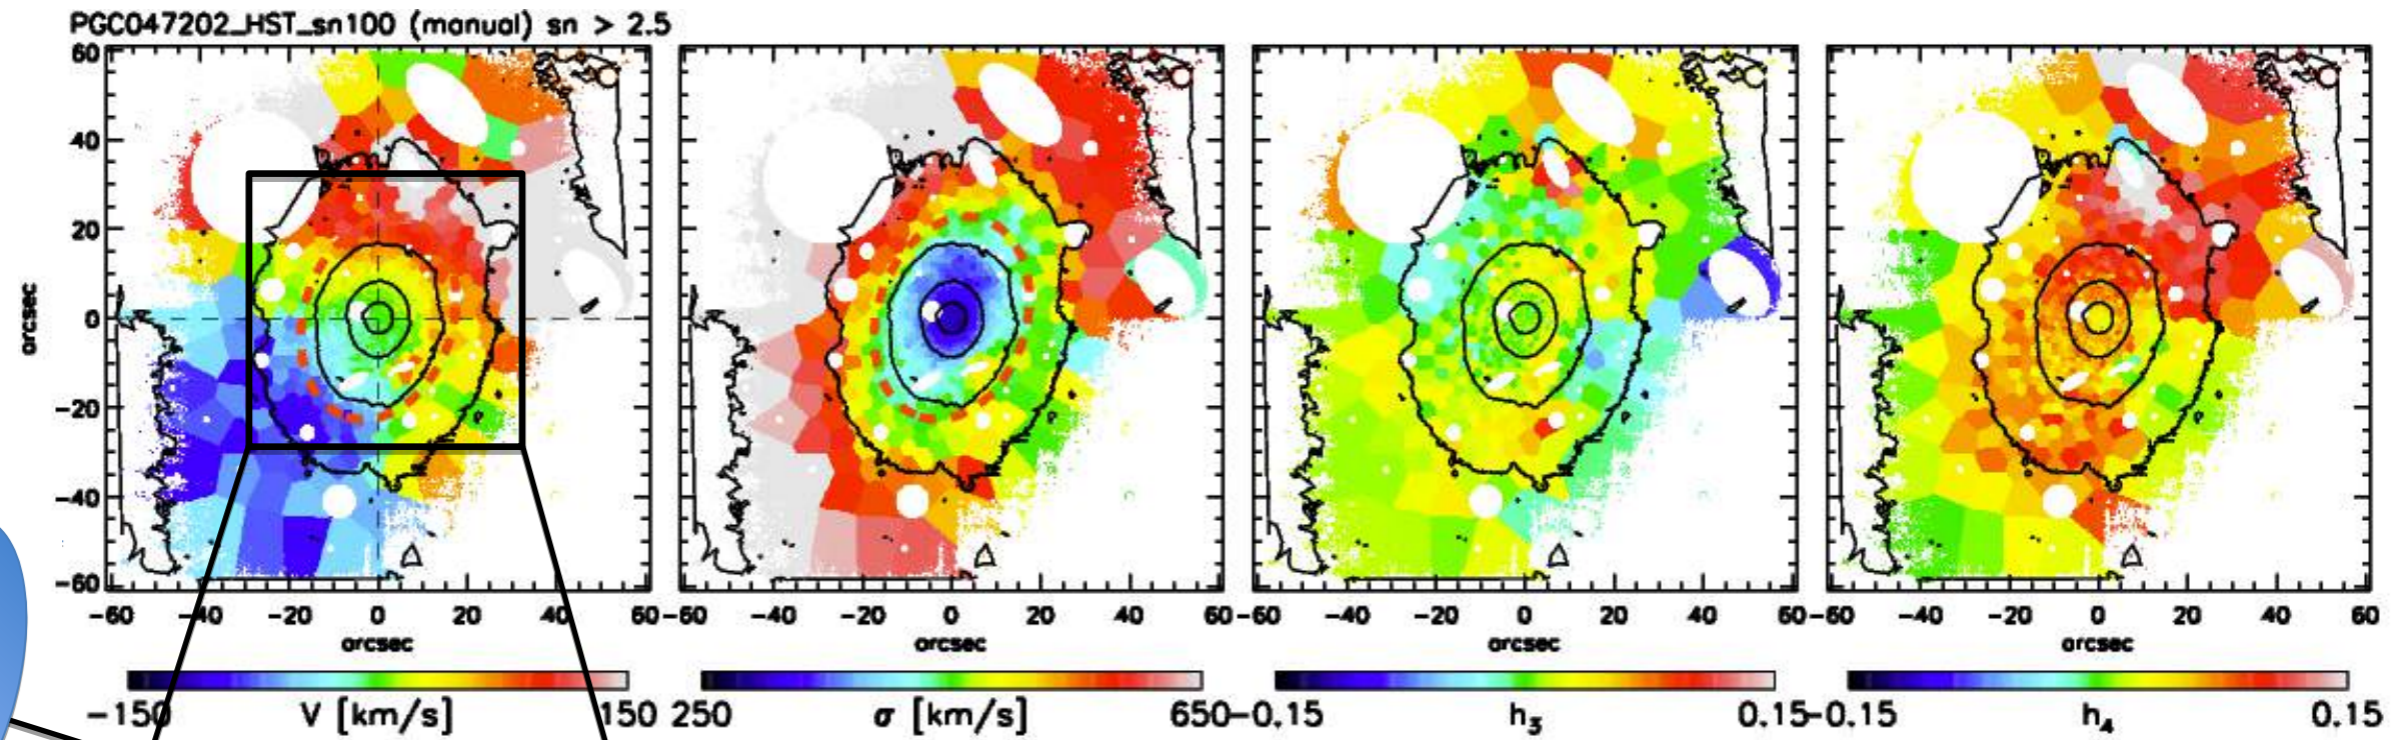 PGC047202_HST_sn100 (manual) sn > 2.5
60
40
20
0
−20
−40
−60
arcsec
−60 −40 −20 0 20 40 60
−60 −40 −20 0 20 40 60
−60 −40 −20 0 20 40 60
−60 −40 −20 0 20 40 60
arcsec arcsec arcsec arcsec
−150 V [km/s] 150
250 σ [km/s] 650
−0.15 h₃ 0.15
−0.15 h₄ 0.15